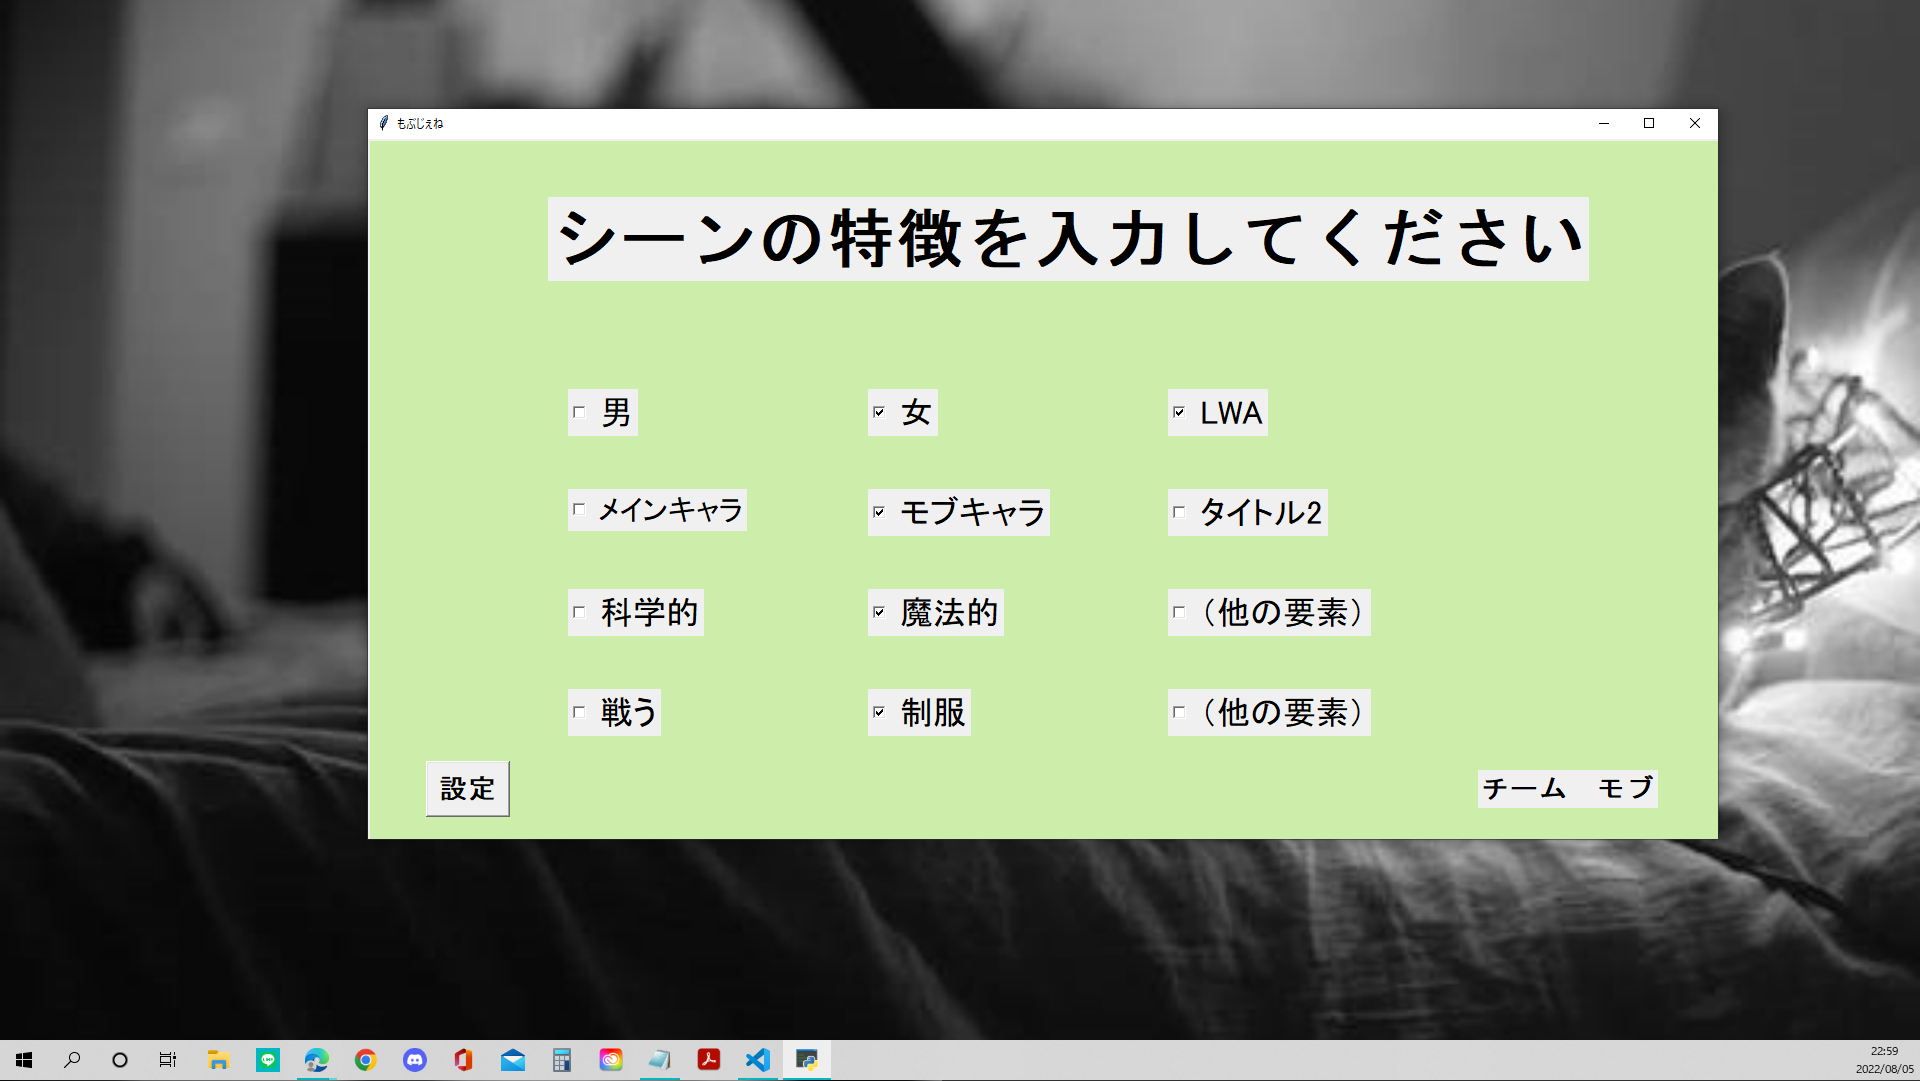 もぶじぇね
シーンの特徴を入力してください
男 女 LWA
メインキャラ モブキャラ タイトル2
科学的 魔法的 （他の要素）
戦う 制服 （他の要素）
設定 チーム　モブ
22:59
2022/08/05